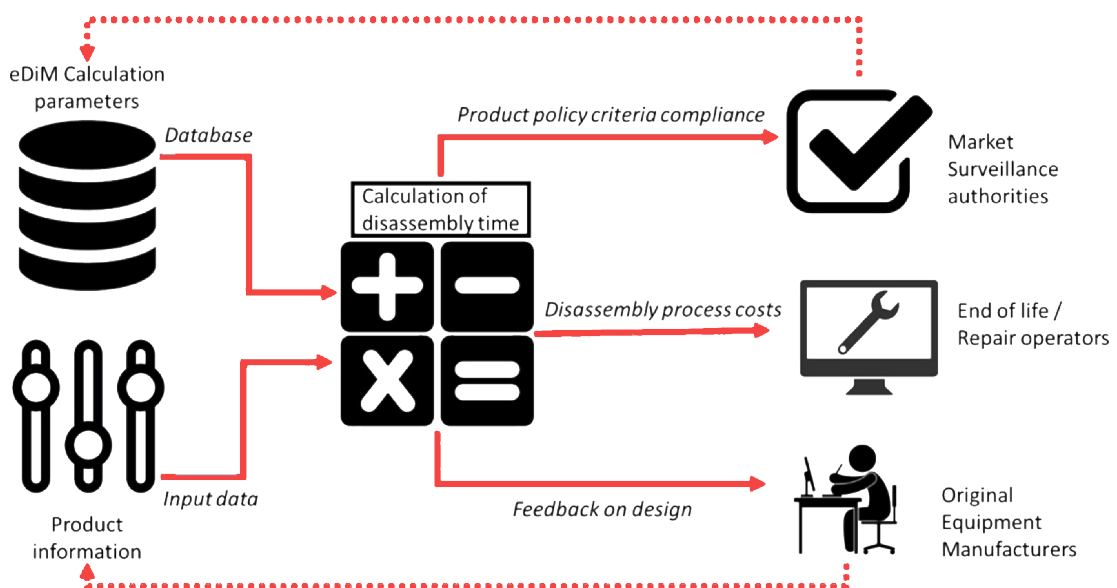 eDiM Calculation
parameters
Database
Product policy criteria compliance
Market
Surveillance
authorities
Calculation of
disassembly time
Disassembly process costs
End of life /
Repair operators
Input data
Product
information
Feedback on design
Original
Equipment
Manufacturers